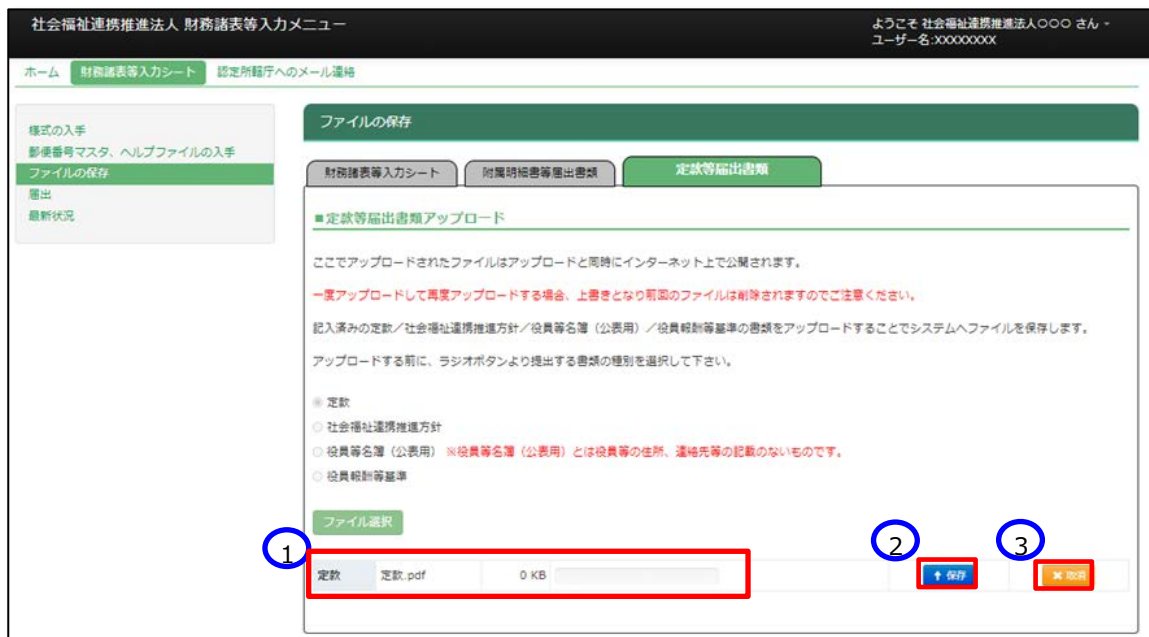 社会福祉連携推進法人 財務諸表等入力メニュー
ようこそ 社会福祉連携推進法人○○○ さん
ユーザー名:XXXXXXXX
ホーム 財務諸表等入力シート 認定所轄庁へのメール連絡
様式の入手
郵便番号マスタ、ヘルプファイルの入手
ファイルの保存
届出
最新状況
ファイルの保存
財務諸表等入力シート 附属明細書等届出書類 定款等届出書類
■定款等届出書類アップロード
ここでアップロードされたファイルはアップロードと同時にインターネット上で公開されます。
一度アップロードして再度アップロードする場合、上書きとなり前回のファイルは削除されますのでご注意ください。
記入済みの定款／社会福祉連携推進方針／役員等名簿（公表用）／役員報酬等基準の書類をアップロードすることでシステムへファイルを保存します。
アップロードする前に、ラジオボタンより提出する書類の種別を選択して下さい。
定款
社会福祉連携推進方針
役員等名簿（公表用） ※役員等名簿（公表用）とは役員等の住所、連絡先等の記載のないものです。
役員報酬等基準
ファイル選択
1 2 3
定款 定款.pdf 0 KB 保存 取消